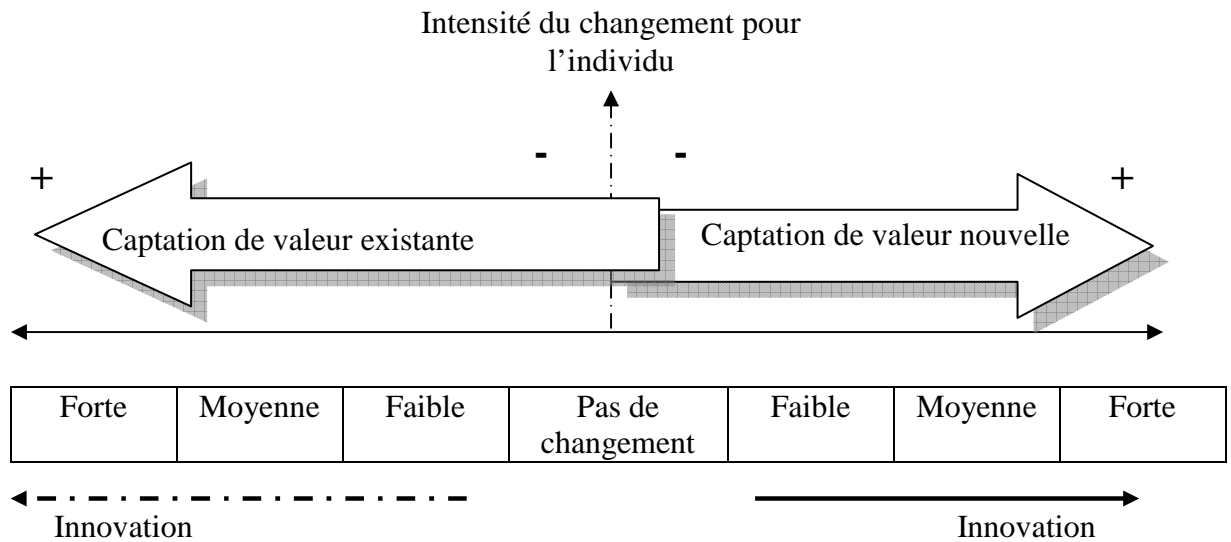 Intensité du changement pour
l’individu
- -
+ +
Captation de valeur existante Captation de valeur nouvelle
Forte Moyenne Faible Pas de changement Faible Moyenne Forte
Innovation Innovation